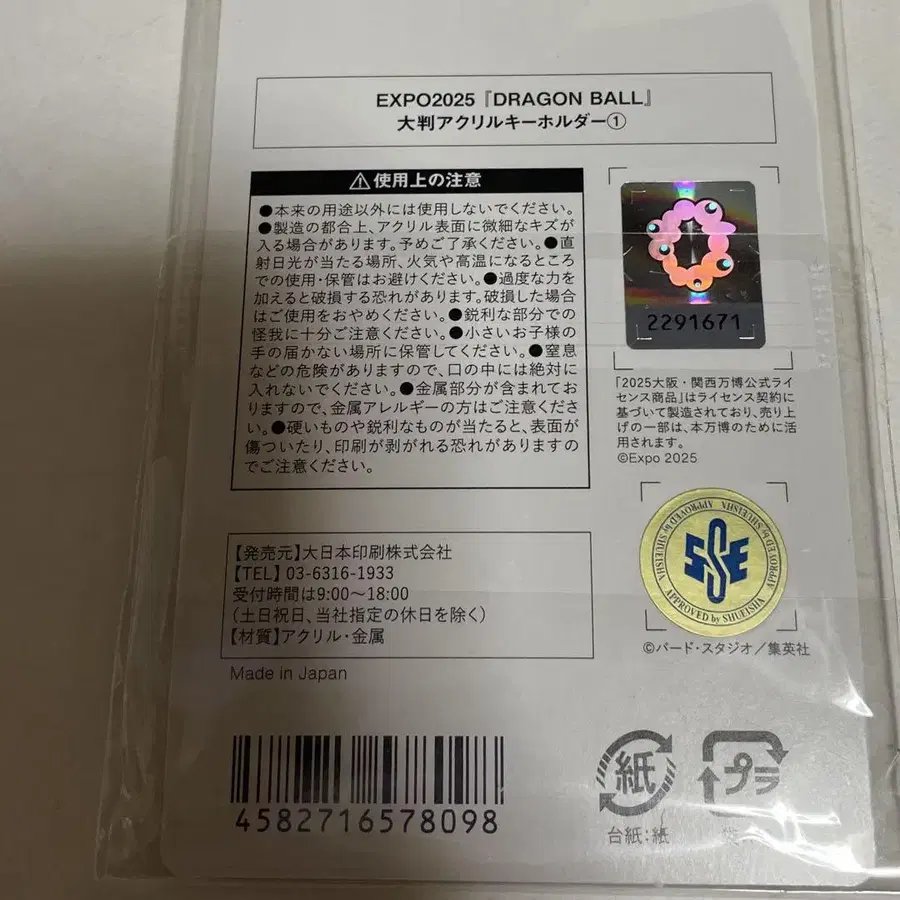 EXPO2025『DRAGON BALL』
大判アクリルキーホルダー①
⚠使用上の注意
●本来の用途以外には使用しないでください。
●製造の都合上、アクリル表面に微細なキズが
入る場合があります。予めご了承ください。●直
射日光が当たる場所、火気や高温になるところ
での使用・保管はお避けください。●過度な力を
加えると破損する恐れがあります。破損した場合
はご使用をおやめください。●鋭利な部分での
怪我に十分ご注意ください。●小さいお子様の
手の届かない場所に保管してください。●窒息
などの危険がありますので、口の中には絶対に
入れないでください。●金属部分が含まれてお
りますので、金属アレルギーの方はご注意くださ
い。●硬いものや鋭利なものが当たると、表面が
傷ついたり、印刷が剥がれる恐れがありますの
でご注意ください。
2291671
「2025大阪・関西万博公式ライ
センス商品」はライセンス契約に
基づいて製造されており、売り上
げの一部は、本万博のために活
用されます。
©Expo 2025
APPROVED by SHUEISHA APPROVED by SHUEISHA APPROVED by SHUEISHA
SSE
©バード・スタジオ／集英社
【発売元】大日本印刷株式会社
【TEL】 03-6316-1933
受付時間は9:00〜18:00
(土日祝日、当社指定の休日を除く)
【材質】アクリル・金属
Made in Japan
4582716578098
紙
プラ
台紙:紙